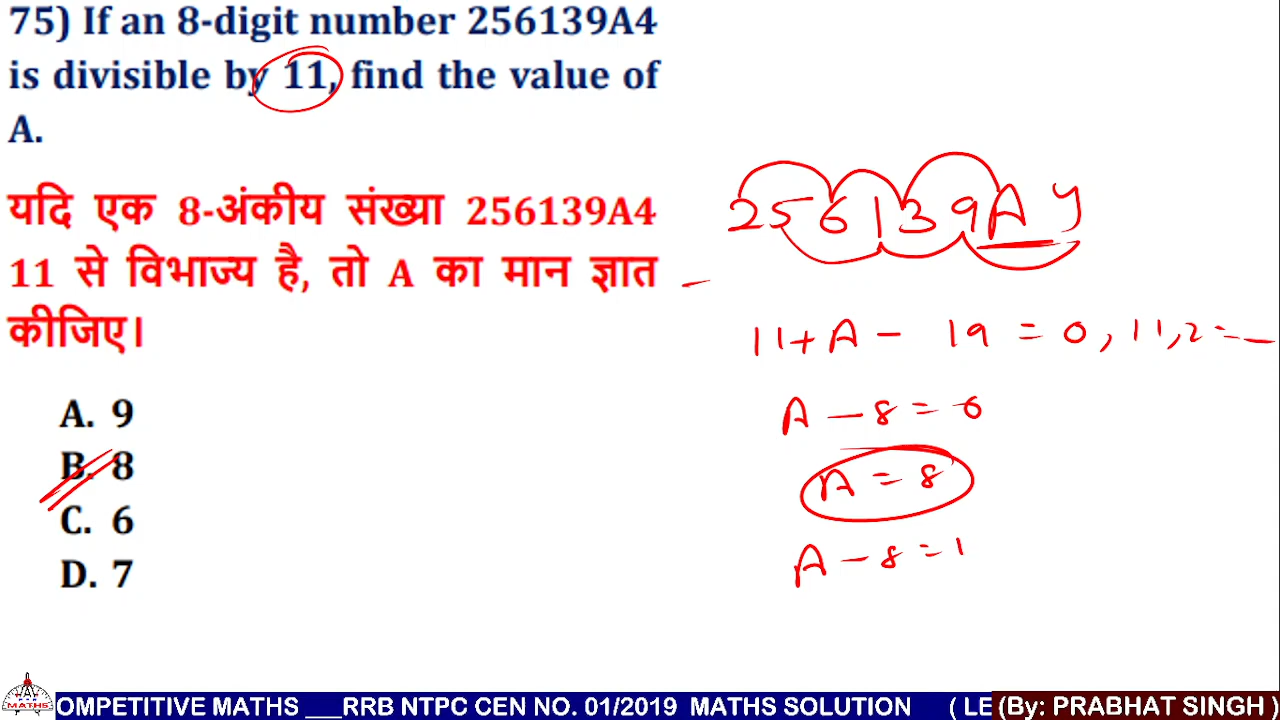 75) If an 8-digit number 256139A4
is divisible by 11, find the value of
A.
यदि एक 8-अंकीय संख्या 256139A4
11 से विभाज्य है, तो A का मान ज्ञात
कीजिए।
A. 9
B. 8
C. 6
D. 7
256139A4
11+A - 19 = 0, 11, 2
A - 8 = 0
A = 8
A - 8 = 1
MATHS
OMPETITIVE MATHS ___RRB NTPC CEN NO. 01/2019 MATHS SOLUTION ( LE (By: PRABHAT SINGH )